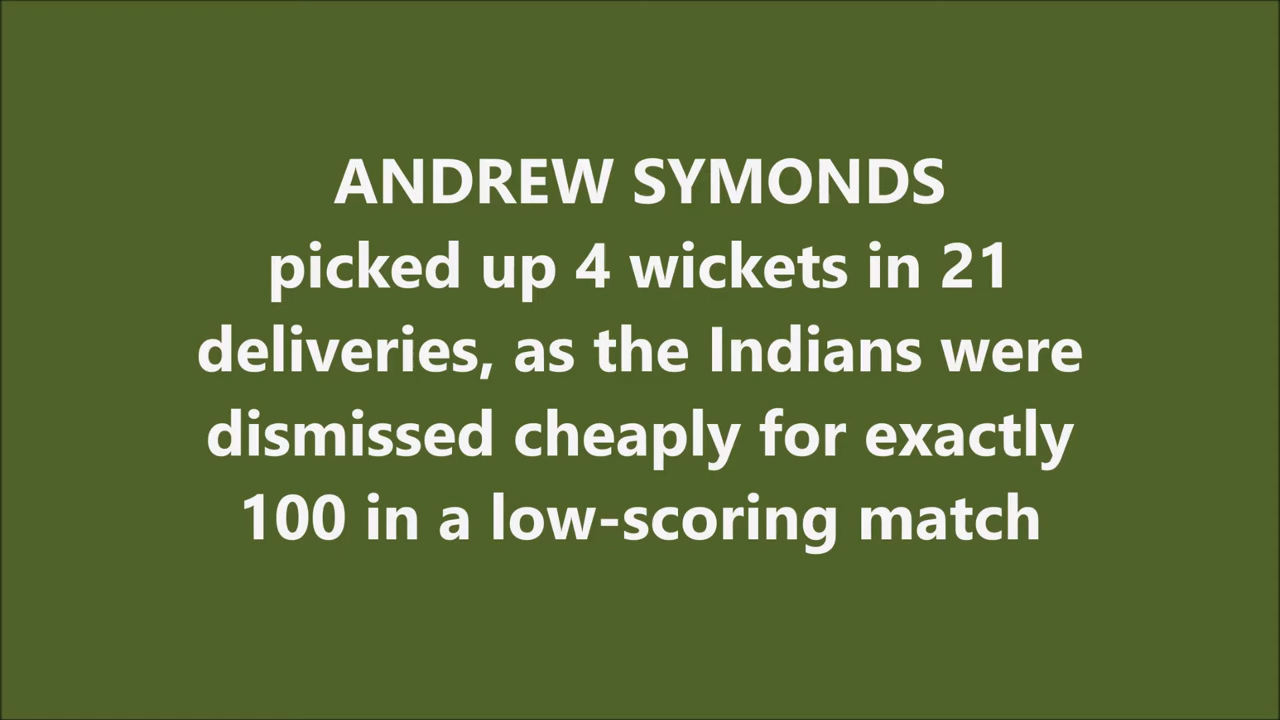 ANDREW SYMONDS
picked up 4 wickets in 21
deliveries, as the Indians were
dismissed cheaply for exactly
100 in a low-scoring match